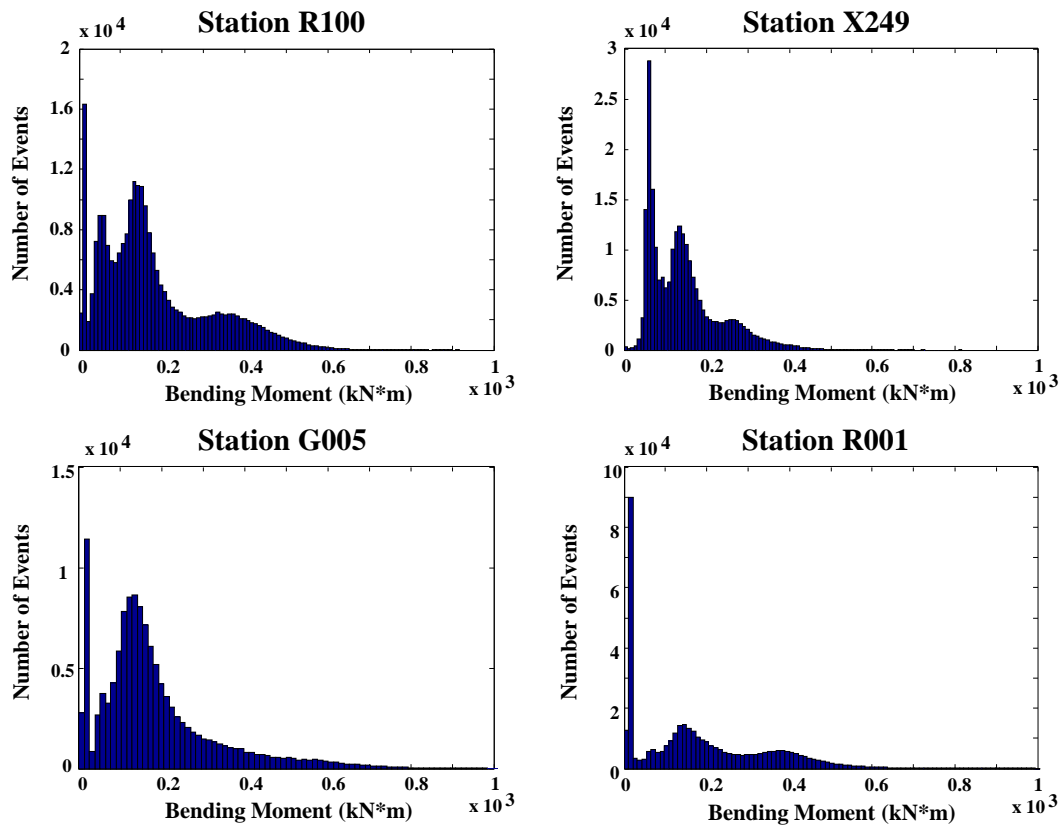 Station R100
x 10 4
2
1.6
1.2
0.8
0.4
0
Number of Events
0 0.2 0.4 0.6 0.8 1
Bending Moment (kN*m)
x 10 3
Station X249
x 10 4
3
2.5
2
1.5
1
0.5
0
Number of Events
0 0.2 0.4 0.6 0.8 1
Bending Moment (kN*m)
x 10 3
Station G005
x 10 4
1.5
1
0.5
0
Number of Events
0 0.2 0.4 0.6 0.8 1
Bending Moment (kN*m)
x 10 3
Station R001
x 10 4
10
8
6
4
2
0
Number of Events
0 0.2 0.4 0.6 0.8 1
Bending Moment (kN*m)
x 10 3